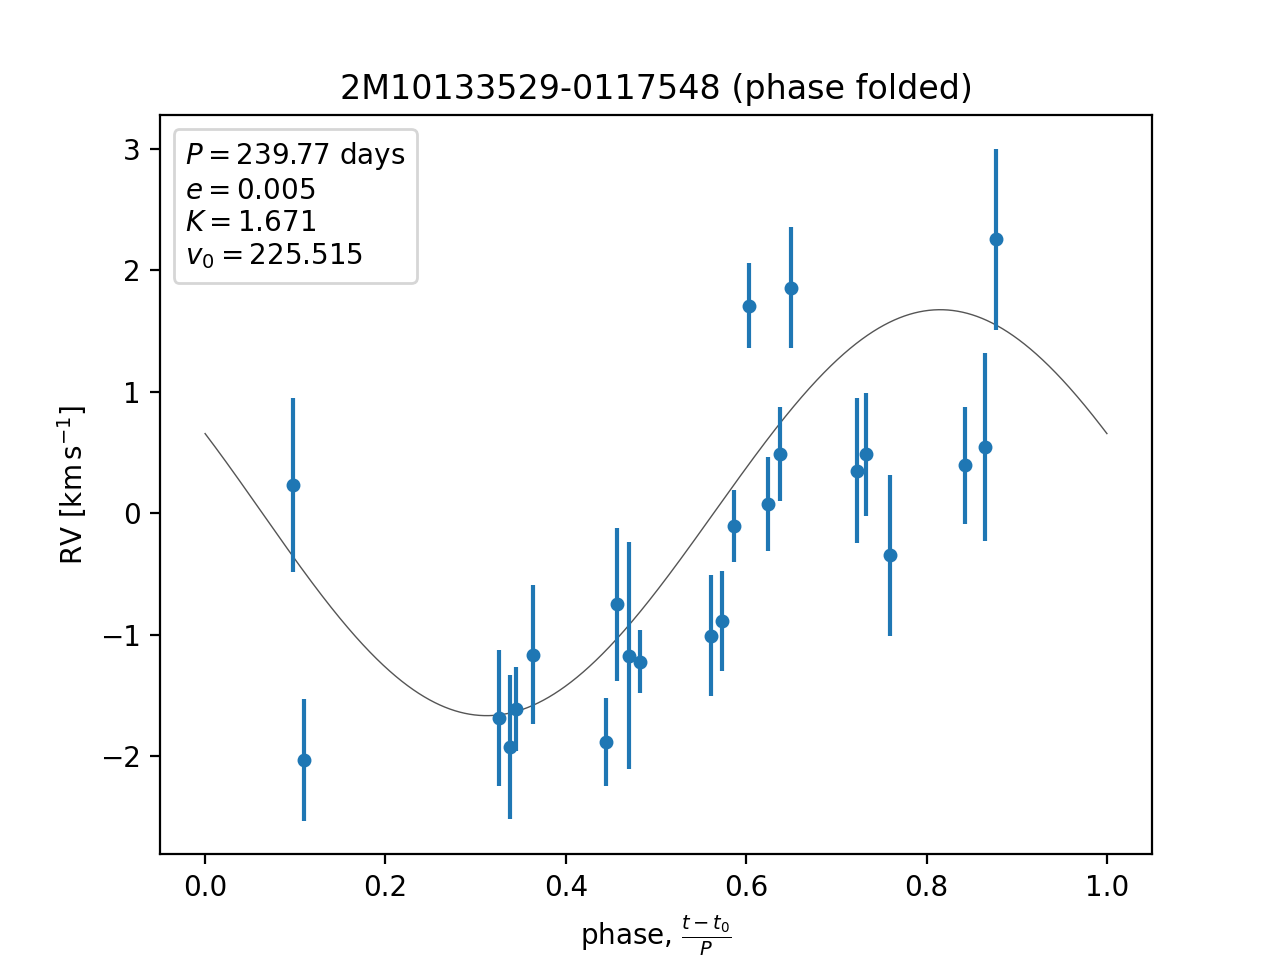 2M10133529-0117548 (phase folded)
P = 239.77 days
e = 0.005
K = 1.671
v₀ = 225.515
3
2
1
0
−1
−2
RV [km s⁻¹]
0.0 0.2 0.4 0.6 0.8 1.0
phase, (t − t₀)/P